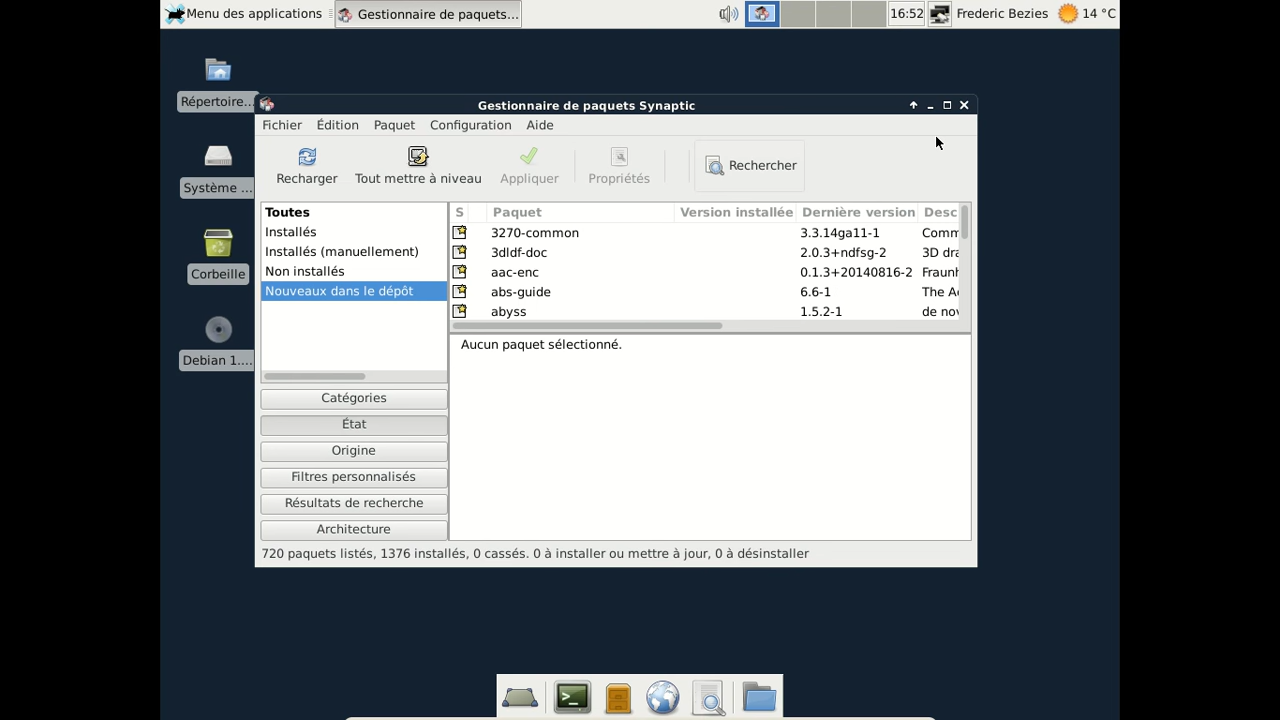 Menu des applications
Gestionnaire de paquets...
16:52
Frederic Bezies
14 °C
Répertoire...
Système ...
Corbeille
Debian 1....
Gestionnaire de paquets Synaptic
Fichier Édition Paquet Configuration Aide
Recharger Tout mettre à niveau Appliquer Propriétés Rechercher
Toutes
Installés
Installés (manuellement)
Non installés
Nouveaux dans le dépôt
Catégories
État
Origine
Filtres personnalisés
Résultats de recherche
Architecture
S Paquet Version installée Dernière version Desc
3270-common 3.3.14ga11-1 Comm
3dldf-doc 2.0.3+ndfsg-2 3D dra
aac-enc 0.1.3+20140816-2 Fraunh
abs-guide 6.6-1 The Ad
abyss 1.5.2-1 de nov
Aucun paquet sélectionné.
720 paquets listés, 1376 installés, 0 cassés. 0 à installer ou mettre à jour, 0 à désinstaller